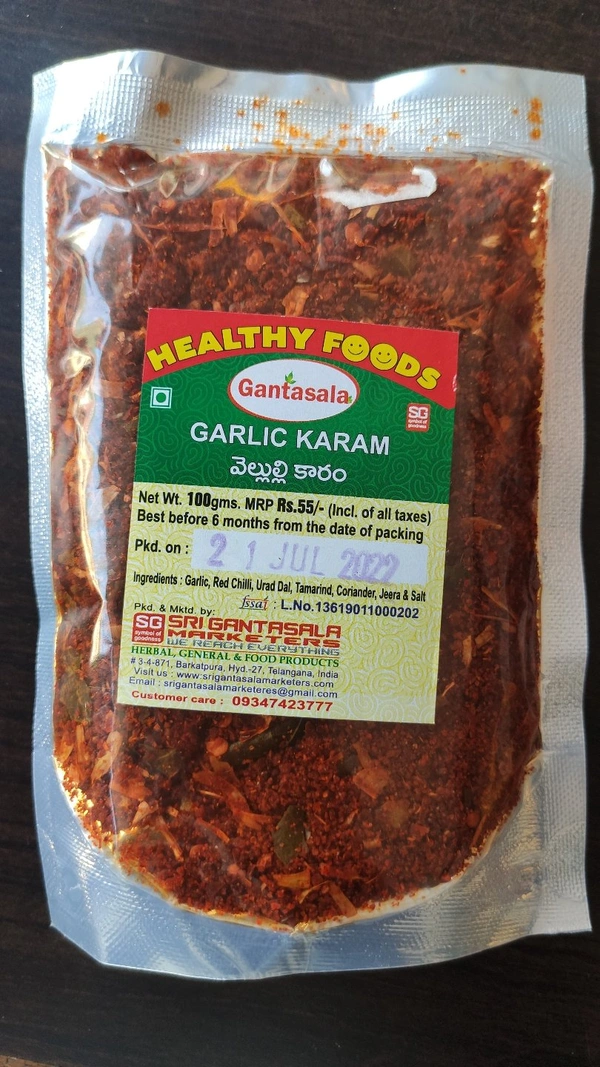 HEALTHY FOODS
Gantasala
SG
symbol of goodness
GARLIC KARAM
వెల్లుల్లి కారం
Net Wt. 100gms. MRP Rs.55/- (Incl. of all taxes)
Best before 6 months from the date of packing
Pkd. on : 21 JUL 2022
Ingredients : Garlic, Red Chilli, Urad Dal, Tamarind, Coriander, Jeera & Salt
fssai : L.No.13619011000202
Pkd. & Mktd. by:
SG
symbol of goodness
SRI GANTASALA
MARKETERS
WE REACH EVERYTHING
HERBAL, GENERAL & FOOD PRODUCTS
# 3-4-871, Barkatpura, Hyd.-27, Telangana, India
Visit us : www.srigantasalamarketers.com
Email : srigantasalamarketeres@gmail.com
Customer care : 09347423777